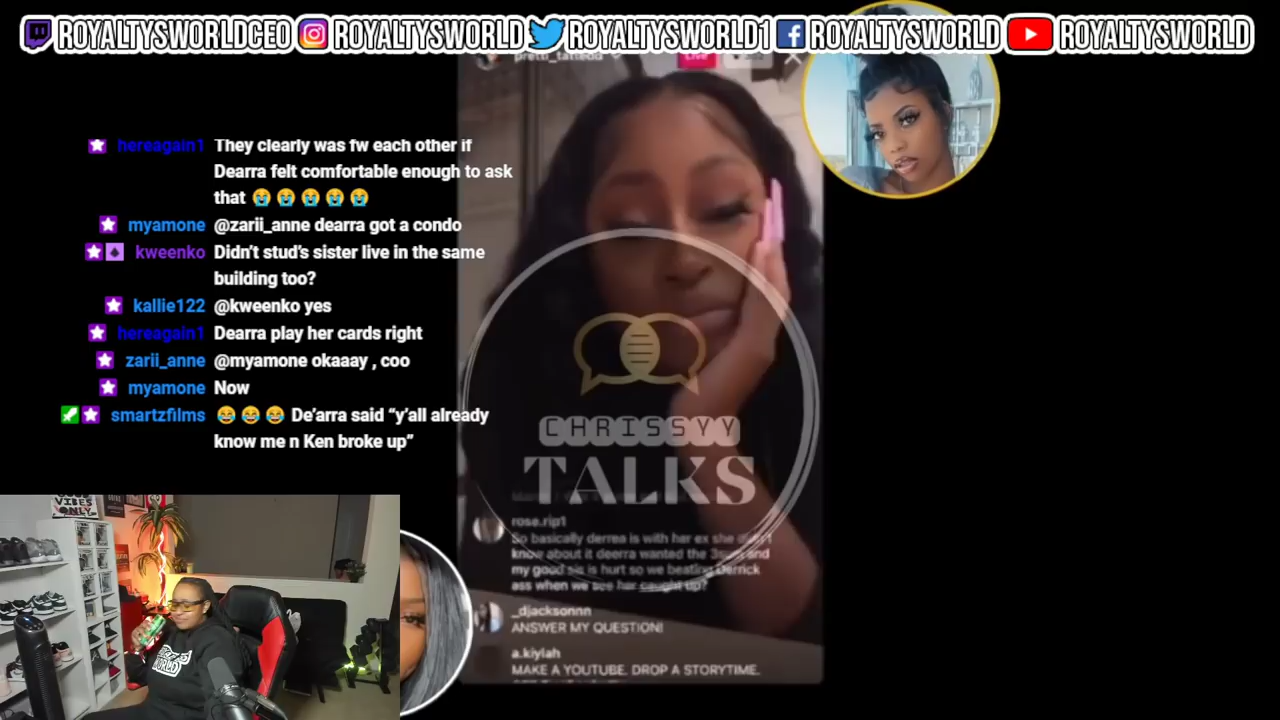 ROYALTYSWORLDCEO ROYALTYSWORLD ROYALTYSWORLD1 ROYALTYSWORLD ROYALTYSWORLD
Live
hereagain1 They clearly was fw each other if
Dearra felt comfortable enough to ask
that 😭 😭 😭 😭 😭
myamone @zarii_anne dearra got a condo
kweenko Didn't stud's sister live in the same
building too?
kallie122 @kweenko yes
hereagain1 Dearra play her cards right
zarii_anne @myamone okaaay , coo
myamone Now
smartzfilms 😂 😂 😂 De'arra said “y'all already
know me n Ken broke up”
CHRISSYY
TALKS
rose.rip1
So basically derrea is with her ex she
know about it deerra wanted the and
my good sis is hurt so we beating Derrick
ass when we see her caught up?
_djacksonnn
ANSWER MY QUESTION!
a.kiylah
MAKE A YOUTUBE. DROP A STORYTIME.
VIBES
ONLY
WORLD